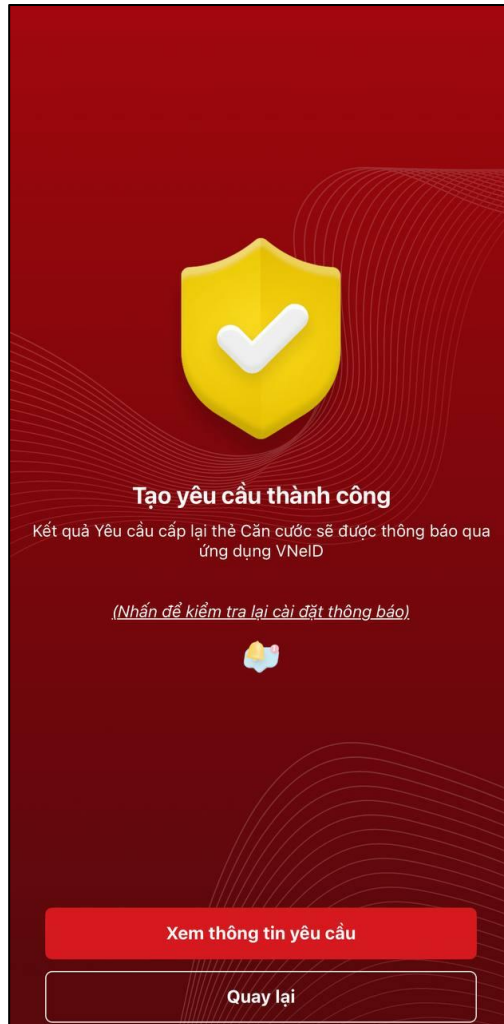 Tạo yêu cầu thành công
Kết quả Yêu cầu cấp lại thẻ Căn cước sẽ được thông báo qua
ứng dụng VNeID
(Nhấn để kiểm tra lại cài đặt thông báo)
Xem thông tin yêu cầu
Quay lại